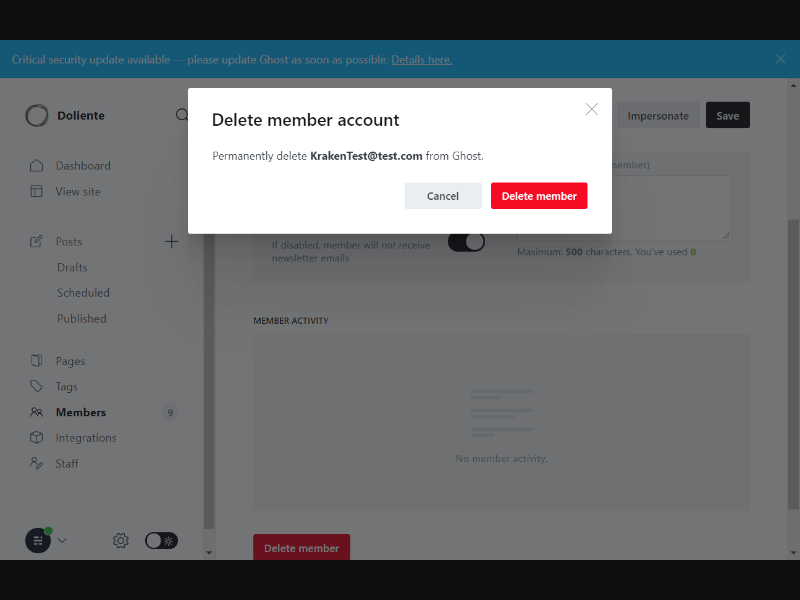 Critical security update available — please update Ghost as soon as possible. Details here.
Doliente
Dashboard
View site
Posts
Drafts
Scheduled
Published
Pages
Tags
Members 9
Integrations
Staff
Impersonate
Save
Delete member account
Permanently delete KrakenTest@test.com from Ghost.
Cancel
Delete member
member)
If disabled, member will not receive
newsletter emails
Maximum: 500 characters. You've used 0
MEMBER ACTIVITY
No member activity.
Delete member